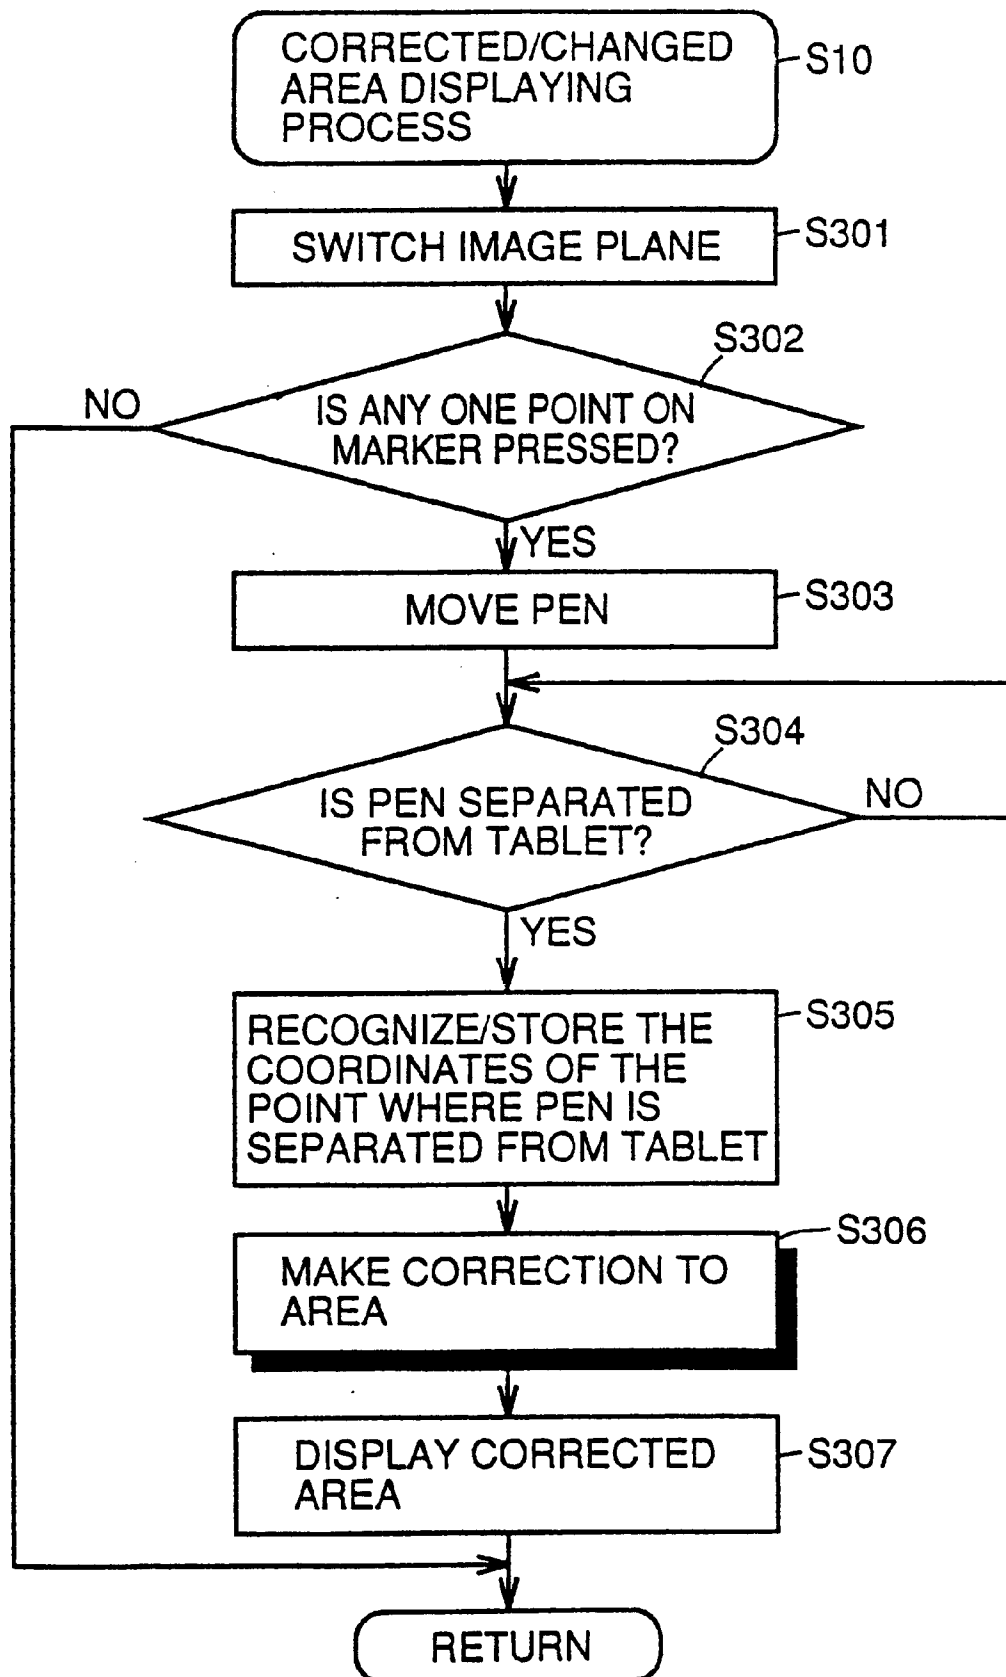 CORRECTED/CHANGED
AREA DISPLAYING
PROCESS
S10
SWITCH IMAGE PLANE
S301
S302
NO
IS ANY ONE POINT ON
MARKER PRESSED?
YES
MOVE PEN
S303
S304
IS PEN SEPARATED
FROM TABLET?
NO
YES
RECOGNIZE/STORE THE
COORDINATES OF THE
POINT WHERE PEN IS
SEPARATED FROM TABLET
S305
S306
MAKE CORRECTION TO
AREA
DISPLAY CORRECTED
AREA
S307
RETURN